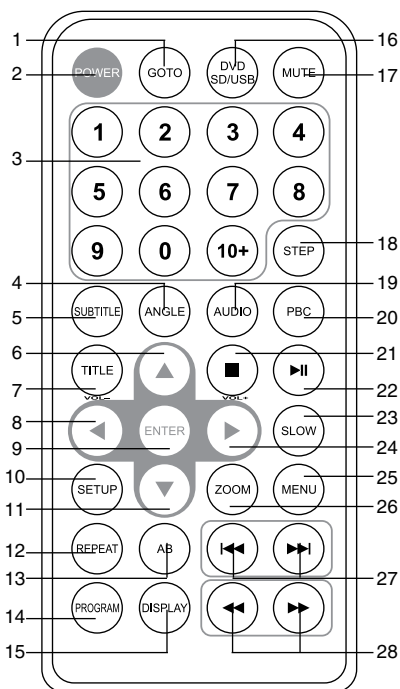 1 16
POWER GOTO DVD SD/USB MUTE
2 17
1 2 3 4
3
5 6 7 8
9 0 10+ STEP
18
4 19
SUBTITLE ANGLE AUDIO PBC
5 20
6 21
TITLE
7 22
VOL- VOL+
8 ENTER SLOW 23
9 24
10 25
SETUP ZOOM MENU
11 26
12 REPEAT AB
13 27
14 PROGRAM DISPLAY
15 28